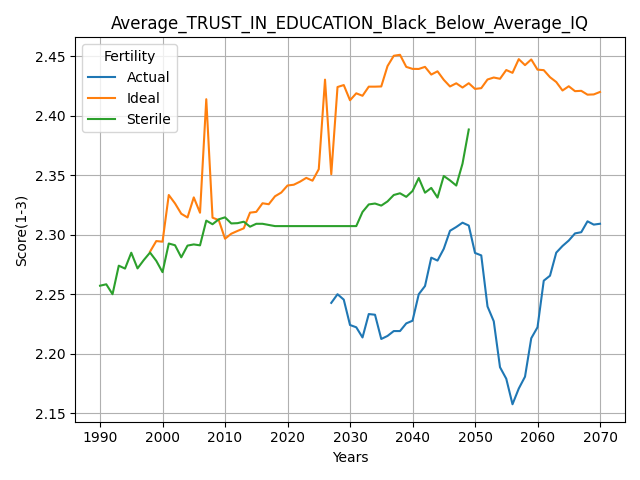 Average_TRUST_IN_EDUCATION_Black_Below_Average_IQ
Fertility
Actual
Ideal
Sterile
Score(1-3)
2.45
2.40
2.35
2.30
2.25
2.20
2.15
1990 2000 2010 2020 2030 2040 2050 2060 2070
Years